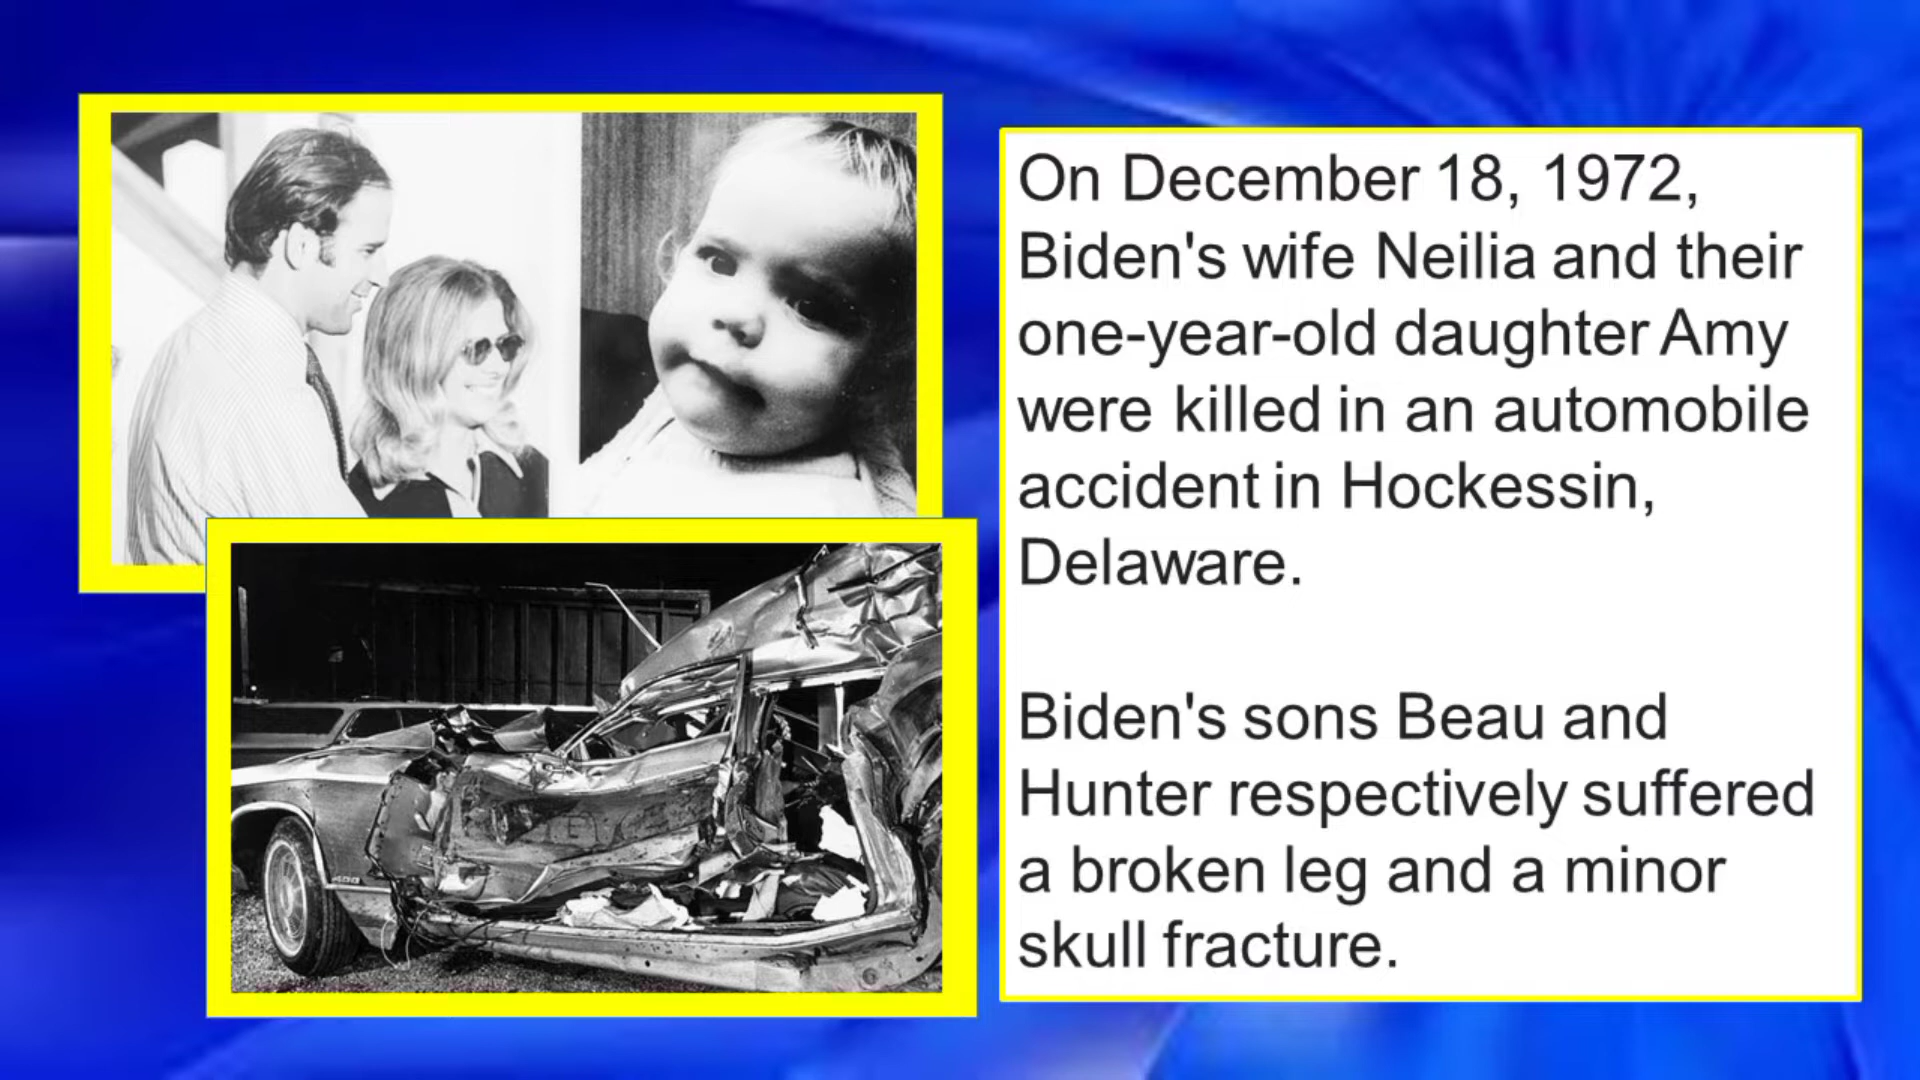 On December 18, 1972,
Biden's wife Neilia and their
one-year-old daughter Amy
were killed in an automobile
accident in Hockessin,
Delaware.
Biden's sons Beau and
Hunter respectively suffered
a broken leg and a minor
skull fracture.